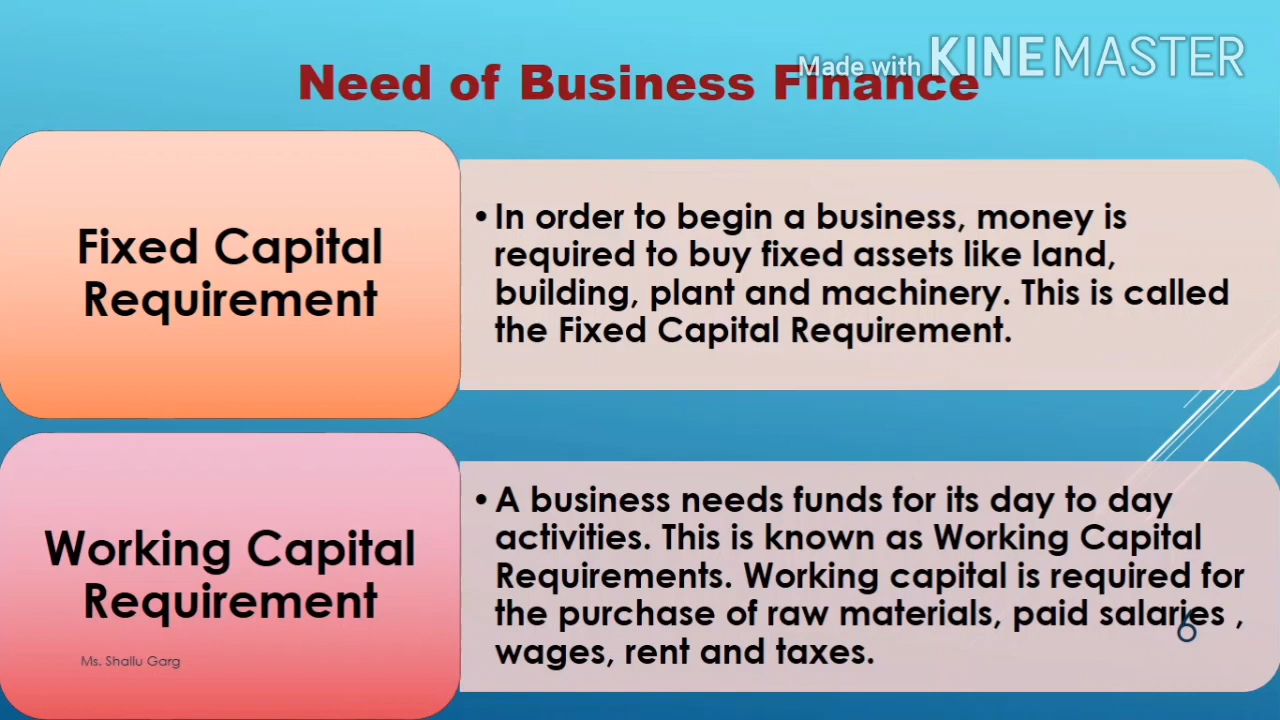 Made with KINEMASTER
Need of Business Finance
Fixed Capital
Requirement
• In order to begin a business, money is
required to buy fixed assets like land,
building, plant and machinery. This is called
the Fixed Capital Requirement.
Working Capital
Requirement
• A business needs funds for its day to day
activities. This is known as Working Capital
Requirements. Working capital is required for
the purchase of raw materials, paid salaries ,
wages, rent and taxes.
6
Ms. Shallu Garg